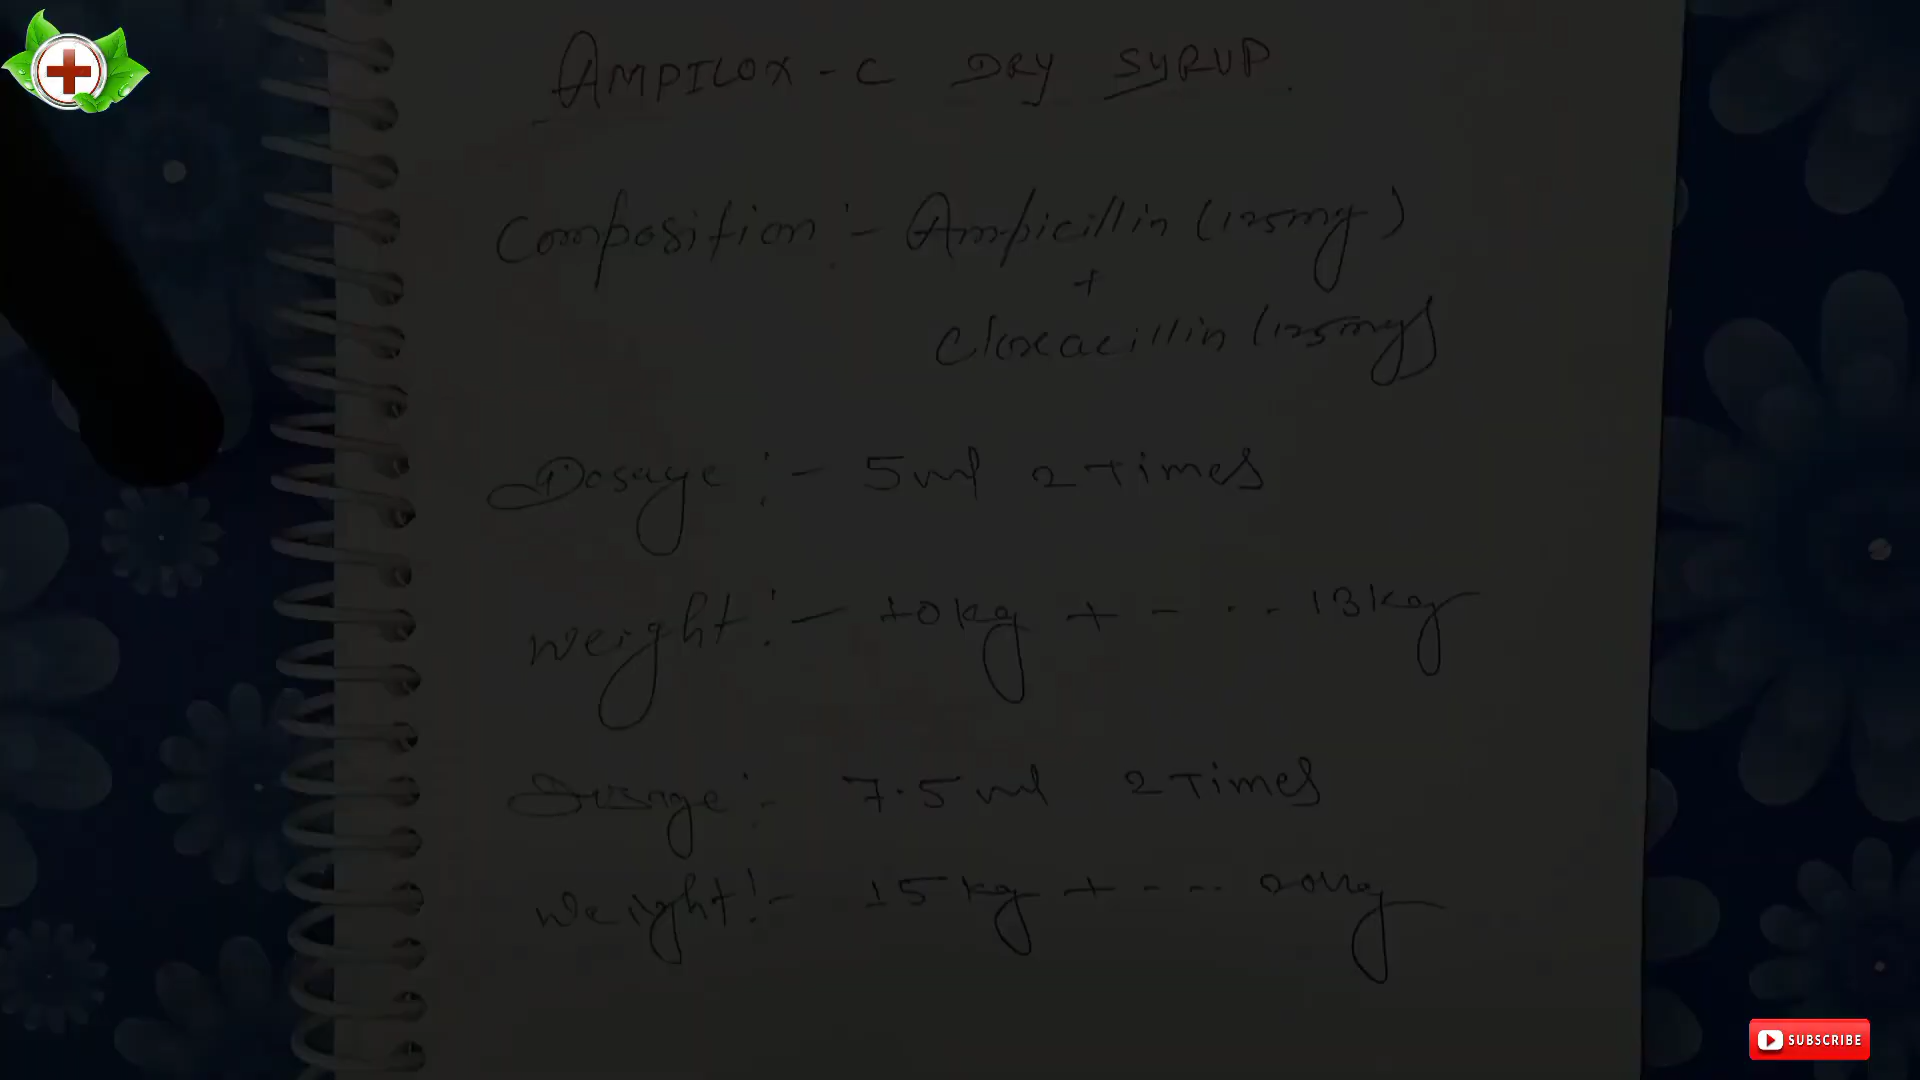 AMPILOX-C DRY SYRUP.
Composition:- Ampicillin (125mg)
+
Cloxacillin (125mg)
Dosage:- 5ml 2 Times
Weight:- 10kg + - .. 13kg
Dosage:- 7.5ml 2 Times
Weight:- 15kg + - -- 20kg
SUBSCRIBE